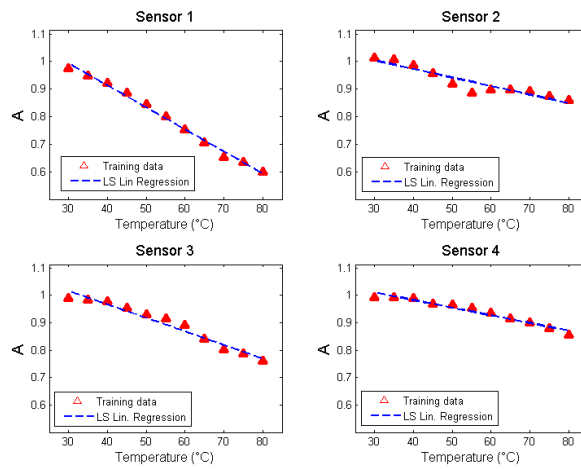 Sensor 1
1.1
1
0.9
0.8
0.7
0.6
A
Training data
LS Lin Regression
30 40 50 60 70 80
Temperature (°C)
Sensor 2
1.1
1
0.9
0.8
0.7
0.6
A
Training data
LS Lin. Regression
30 40 50 60 70 80
Temperature (°C)
Sensor 3
1.1
1
0.9
0.8
0.7
0.6
A
Training data
LS Lin. Regression
30 40 50 60 70 80
Temperature (°C)
Sensor 4
1.1
1
0.9
0.8
0.7
0.6
A
Training data
LS Lin. Regression
30 40 50 60 70 80
Temperature (°C)